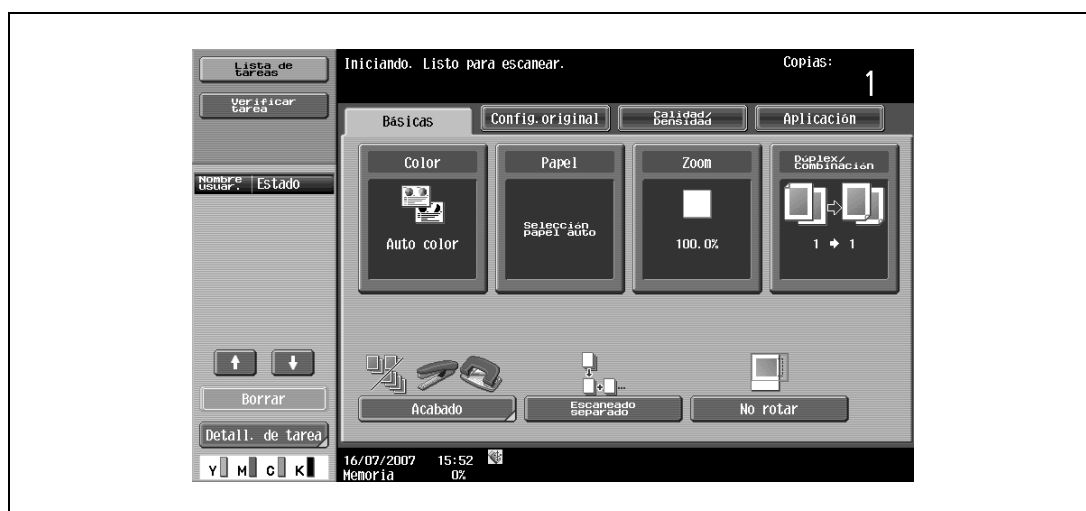 Lista de
tareas
Verificar
tarea
Nombre
usuar.
Estado
Borrar
Detall. de tarea
Y M C K
Iniciando. Listo para escanear.
Copias:
1
Básicas
Config.original
Calidad/
Densidad
Aplicación
Color
Auto color
Papel
Selección
papel auto
Zoom
100.0%
Dúplex/
Combinación
1 → 1
Acabado
Escaneado
separado
No rotar
16/07/2007 15:52
Memoria 0%